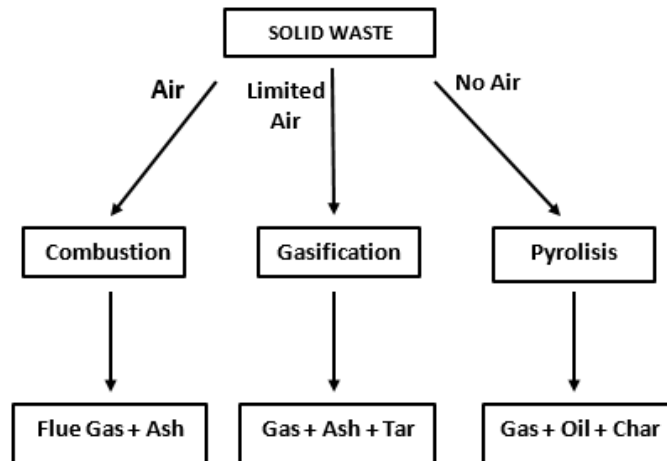 SOLID WASTE
Air
Limited
Air
No Air
Combustion
Gasification
Pyrolisis
Flue Gas + Ash
Gas + Ash + Tar
Gas + Oil + Char